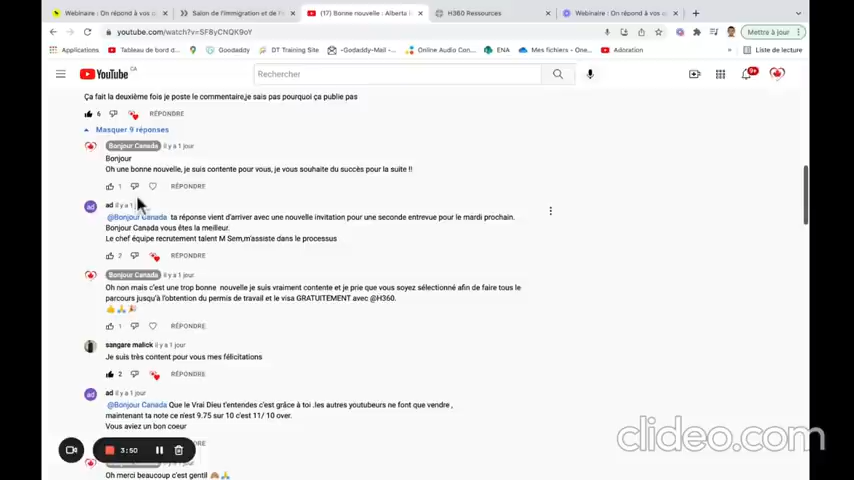 Webinaire : On répond à vos q
Salon de l'Immigration et de l'
(17) Bonne nouvelle : Alberta
H360 Ressources
Webinaire : On répond à vos q
youtube.com/watch?v=SF8yCNQK9oY
Mettre à jour
Applications
Tableau de bord d...
Goodaddy
DT Training Site
-Godaddy-Mail -...
Online Audio Con...
ENA
Mes fichiers - One...
Adoration
Liste de lecture
YouTube CA
Rechercher
9+
Ça fait la deuxième fois je poste le commentaire,je sais pas pourquoi ça publie pas
6 RÉPONDRE
Masquer 9 réponses
Bonjour Canada il y a 1 jour
Bonjour
Oh une bonne nouvelle, je suis contente pour vous, je vous souhaite du succès pour la suite !!
1 RÉPONDRE
ad
ad il y a 1
@Bonjour Canada ta réponse vient d'arriver avec une nouvelle invitation pour une seconde entrevue pour le mardi prochain.
Bonjour Canada vous êtes la meilleur.
Le chef équipe recrutement talent M Sem,m'assiste dans le processus
2 RÉPONDRE
Bonjour Canada il y a 1 jour
Oh non mais c'est une trop bonne nouvelle je suis vraiment contente et je prie que vous soyez sélectionné afin de faire tous le
parcours jusqu'à l'obtention du permis de travail et le visa GRATUITEMENT avec @H360.
👍🙏🎉
1 RÉPONDRE
sangare malick il y a 1 jour
Je suis très content pour vous mes félicitations
2 RÉPONDRE
ad
ad il y a 1 jour
@Bonjour Canada Que le Vrai Dieu t'entendes c'est grâce à toi .les autres youtubeurs ne font que vendre ,
maintenant ta note ce n'est 9.75 sur 10 c'est 11/ 10 over.
Vous aviez un bon coeur
3:50
clideo.com
Oh merci beaucoup c'est gentil 🙈🙏